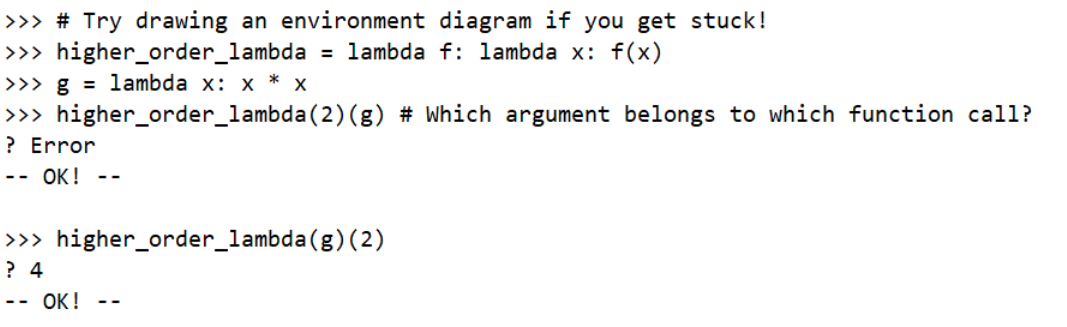 >>> # Try drawing an environment diagram if you get stuck!
>>> higher_order_lambda = lambda f: lambda x: f(x)
>>> g = lambda x: x * x
>>> higher_order_lambda(2)(g) # Which argument belongs to which function call?
? Error
-- OK! --

>>> higher_order_lambda(g)(2)
? 4
-- OK! --